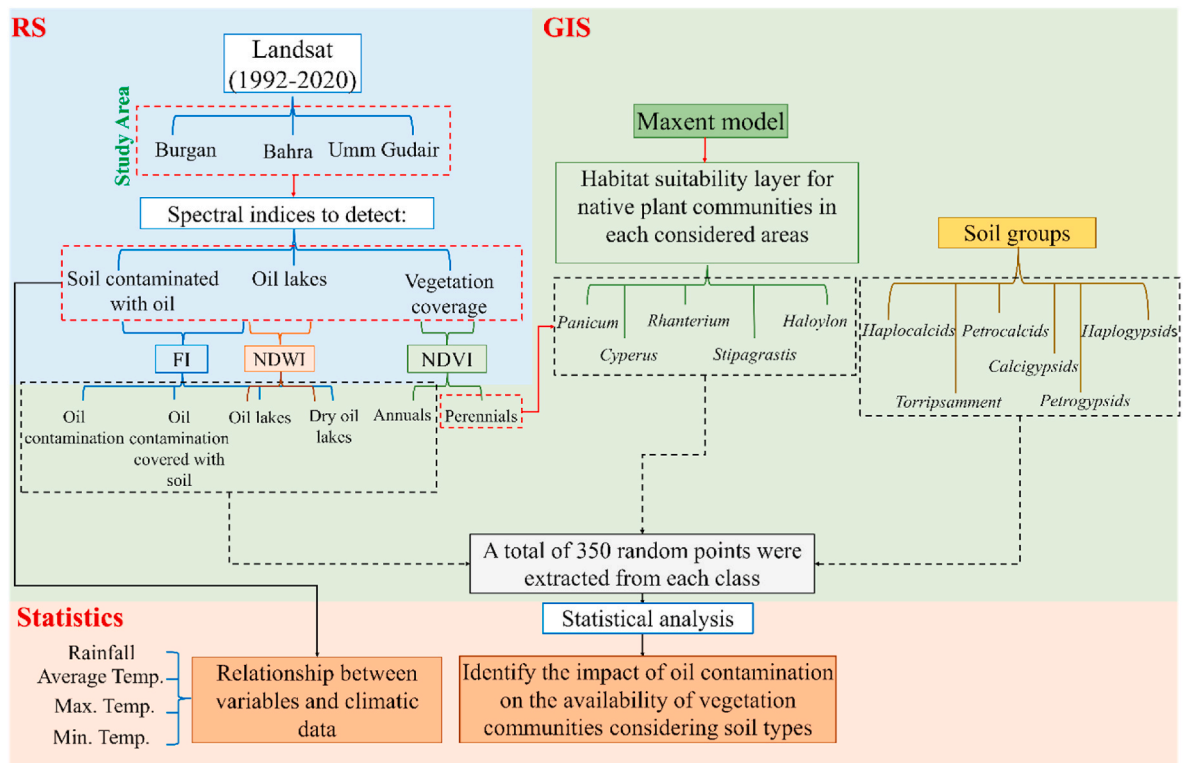 RS
Landsat
(1992-2020)
Study Area
Burgan
Bahra
Umm Gudair
Spectral indices to detect:
Soil contaminated
with oil
Oil lakes
Vegetation
coverage
FI
NDWI
NDVI
Oil
contamination
Oil
contamination
covered with
soil
Oil lakes
Dry oil
lakes
Annuals
Perennials
GIS
Maxent model
Habitat suitability layer for
native plant communities in
each considered areas
Panicum
Cyperus
Rhanterium
Stipagrastis
Haloylon
Soil groups
Haplocalcids
Torripsamment
Petrocalcids
Calcigypsids
Petrogypsids
Haplogypsids
A total of 350 random points were
extracted from each class
Statistical analysis
Statistics
Rainfall
Average Temp.
Max. Temp.
Min. Temp.
Relationship between
variables and climatic
data
Identify the impact of oil contamination
on the availability of vegetation
communities considering soil types